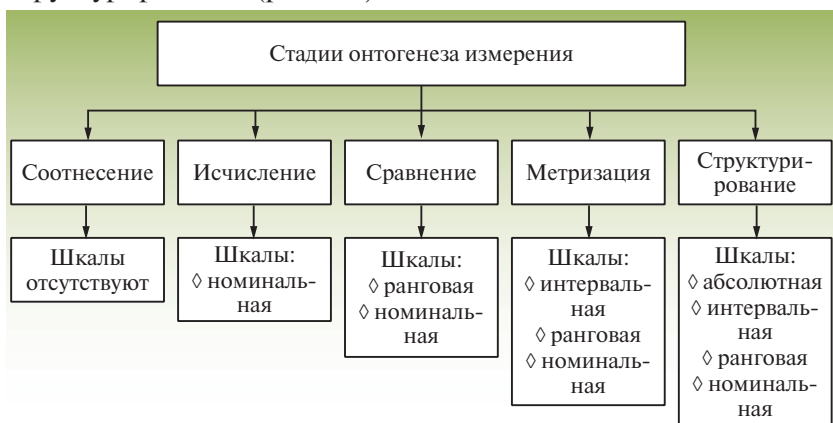 Стадии онтогенеза измерения
Соотнесение
Исчисление
Сравнение
Метризация
Структури-
рование
Шкалы
отсутствуют
Шкалы:
◊ номиналь-
ная
Шкалы:
◊ ранговая
◊ номиналь-
ная
Шкалы:
◊ интерваль-
ная
◊ ранговая
◊ номиналь-
ная
Шкалы:
◊ абсолютная
◊ интерваль-
ная
◊ ранговая
◊ номиналь-
ная